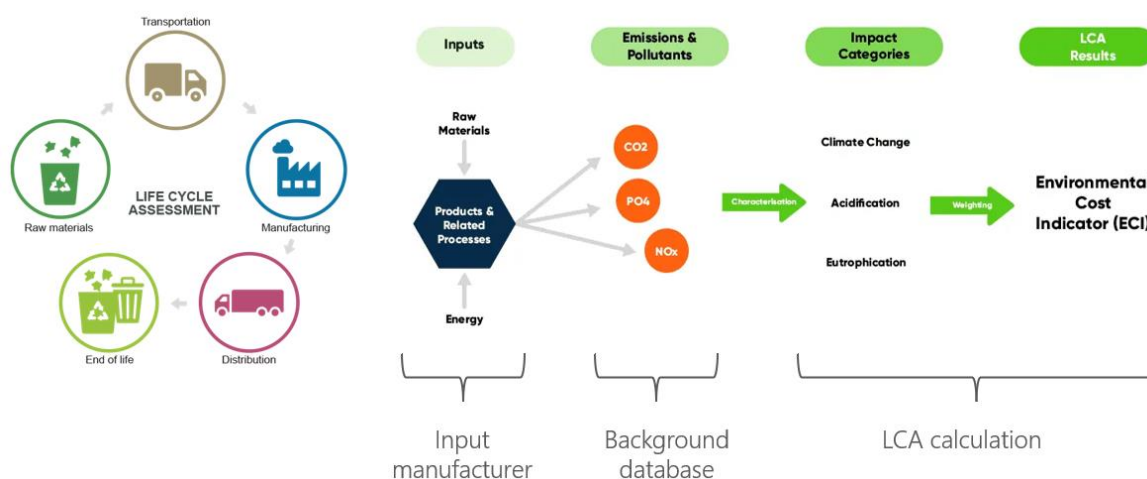 Transportation
Raw materials
LIFE CYCLE
ASSESSMENT
Manufacturing
End of life
Distribution
Inputs
Raw
Materials
Products &
Related
Processes
Energy
Input
manufacturer
Emissions &
Pollutants
CO2
PO4
NOx
Background
database
Characterisation
Impact
Categories
Climate Change
Acidification
Eutrophication
Weighting
LCA
Results
Environmenta
Cost
Indicator (ECI)
LCA calculation